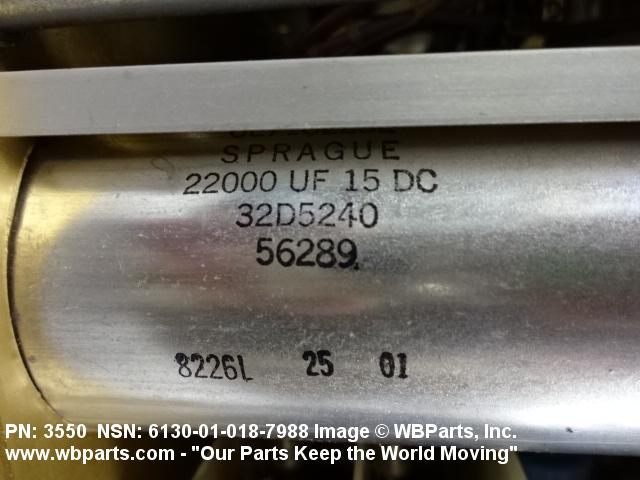 SPRAGUE
22000 UF 15 DC
32D5240
56289
8226L 25 01
PN: 3550 NSN: 6130-01-018-7988 Image © WBParts, Inc.
www.wbparts.com - "Our Parts Keep the World Moving"